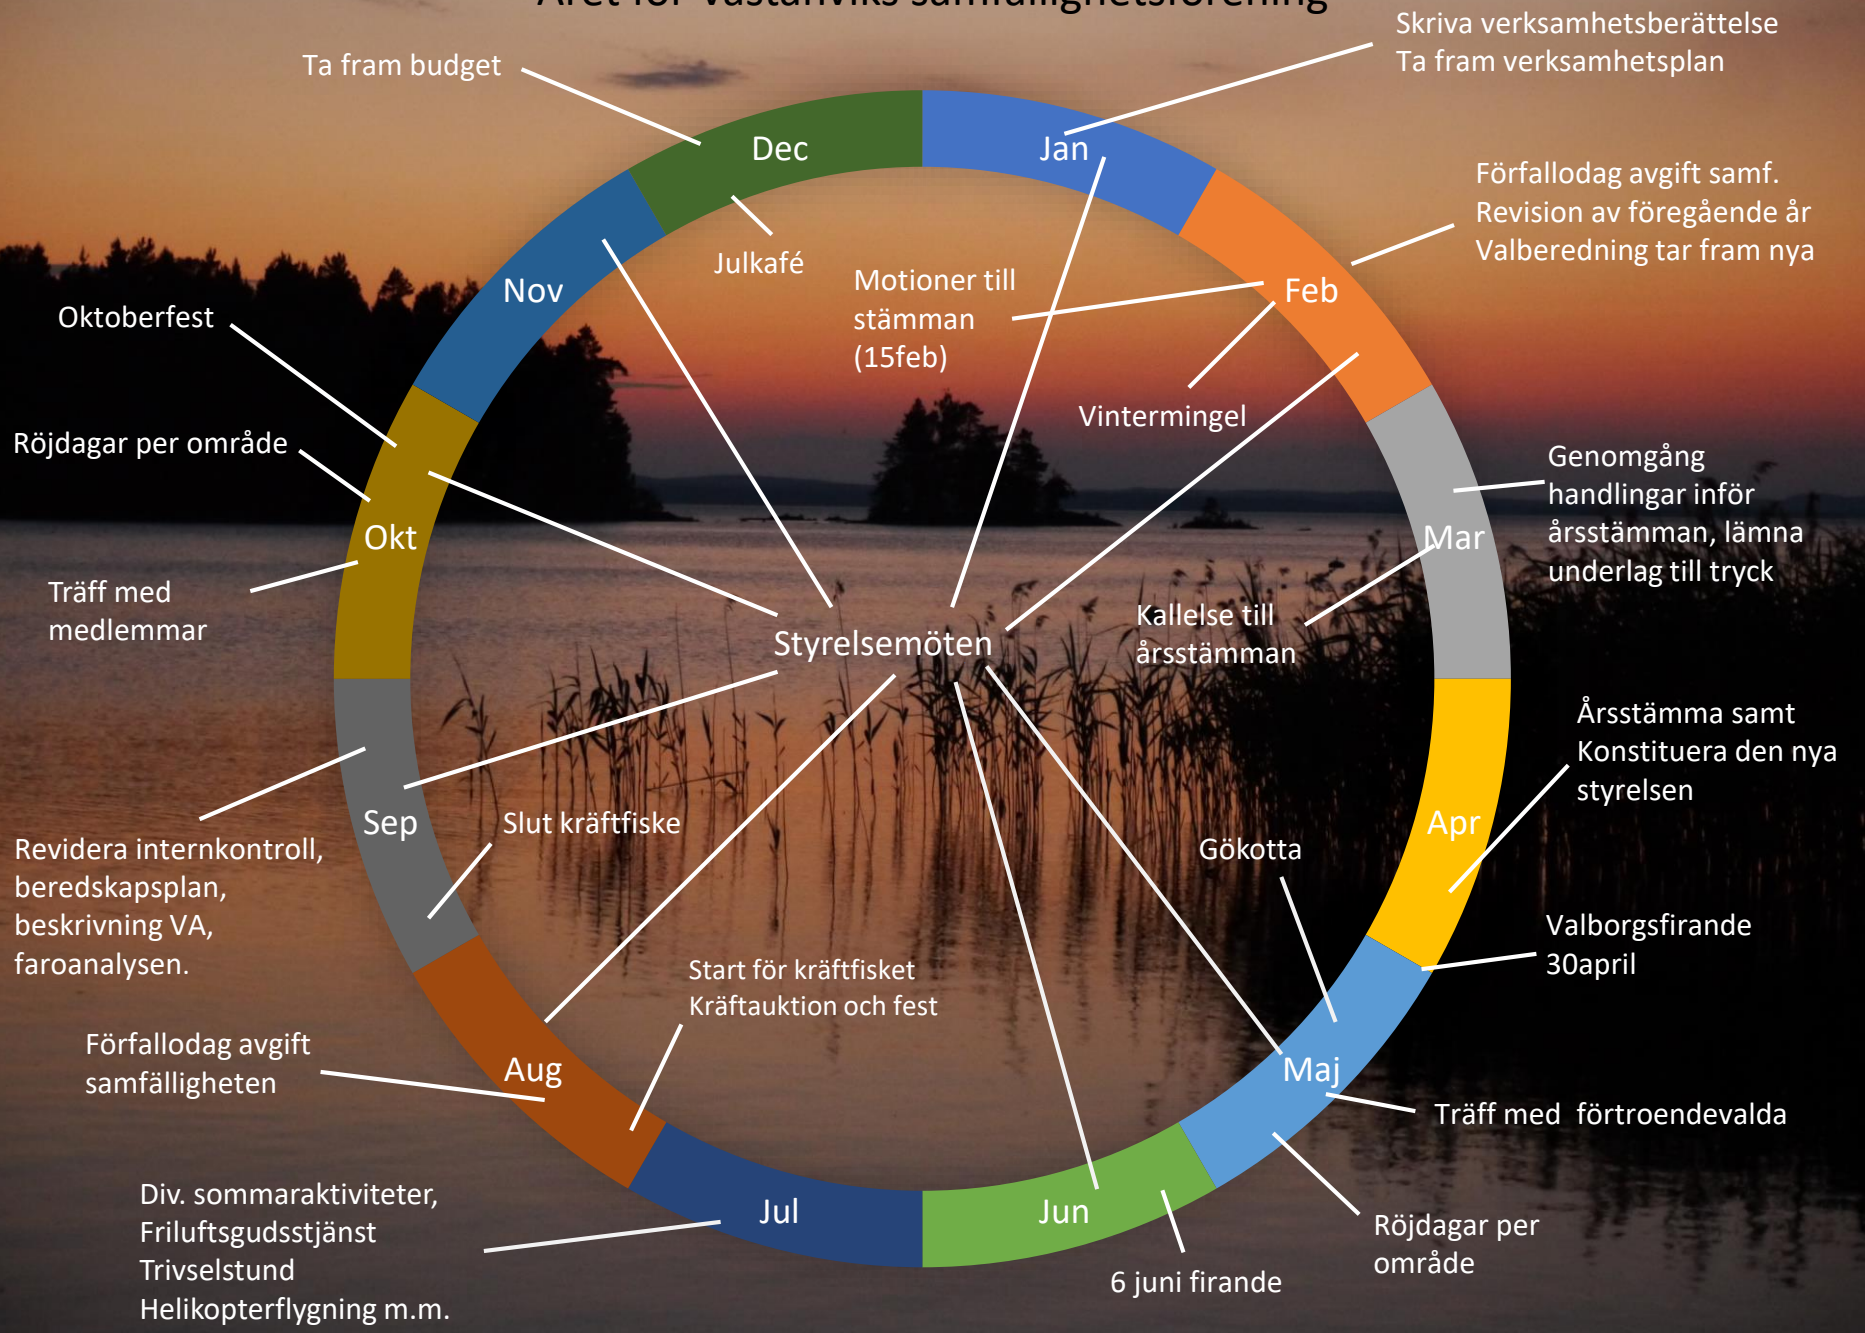 Året för Västanviks samfällighetsförening
Skriva verksamhetsberättelse
Ta fram verksamhetsplan
Ta fram budget
Dec
Jan
Förfallodag avgift samf.
Revision av föregående år
Valberedning tar fram nya
Julkafé
Motioner till
stämman
(15feb)
Nov
Feb
Oktoberfest
Vintermingel
Röjdagar per område
Genomgång
handlingar inför
årsstämman, lämna
underlag till tryck
Okt
Mar
Träff med
medlemmar
Kallelse till
årsstämman
Styrelsemöten
Årsstämma samt
Konstituera den nya
styrelsen
Sep
Slut kräftfiske
Apr
Gökotta
Revidera internkontroll,
beredskapsplan,
beskrivning VA,
faroanalysen.
Valborgsfirande
30april
Start för kräftfisket
Kräftauktion och fest
Förfallodag avgift
samfälligheten
Aug
Maj
Träff med  förtroendevalda
Div. sommaraktiviteter,
Friluftsgudsstjänst
Trivselstund
Helikopterflygning m.m.
Jul
Jun
Röjdagar per
område
6 juni firande